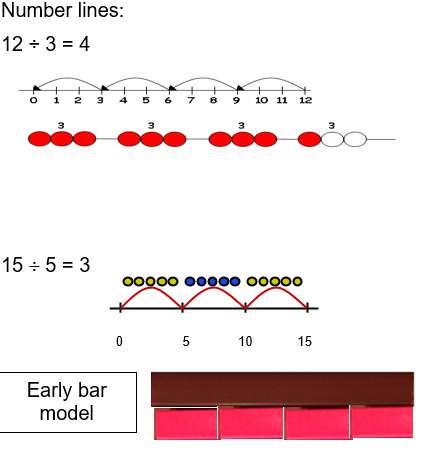 Number lines:
12 ÷ 3 = 4
0 1 2 3 4 5 6 7 8 9 10 11 12
3 3 3 3
15 ÷ 5 = 3
0 5 10 15
Early bar
model